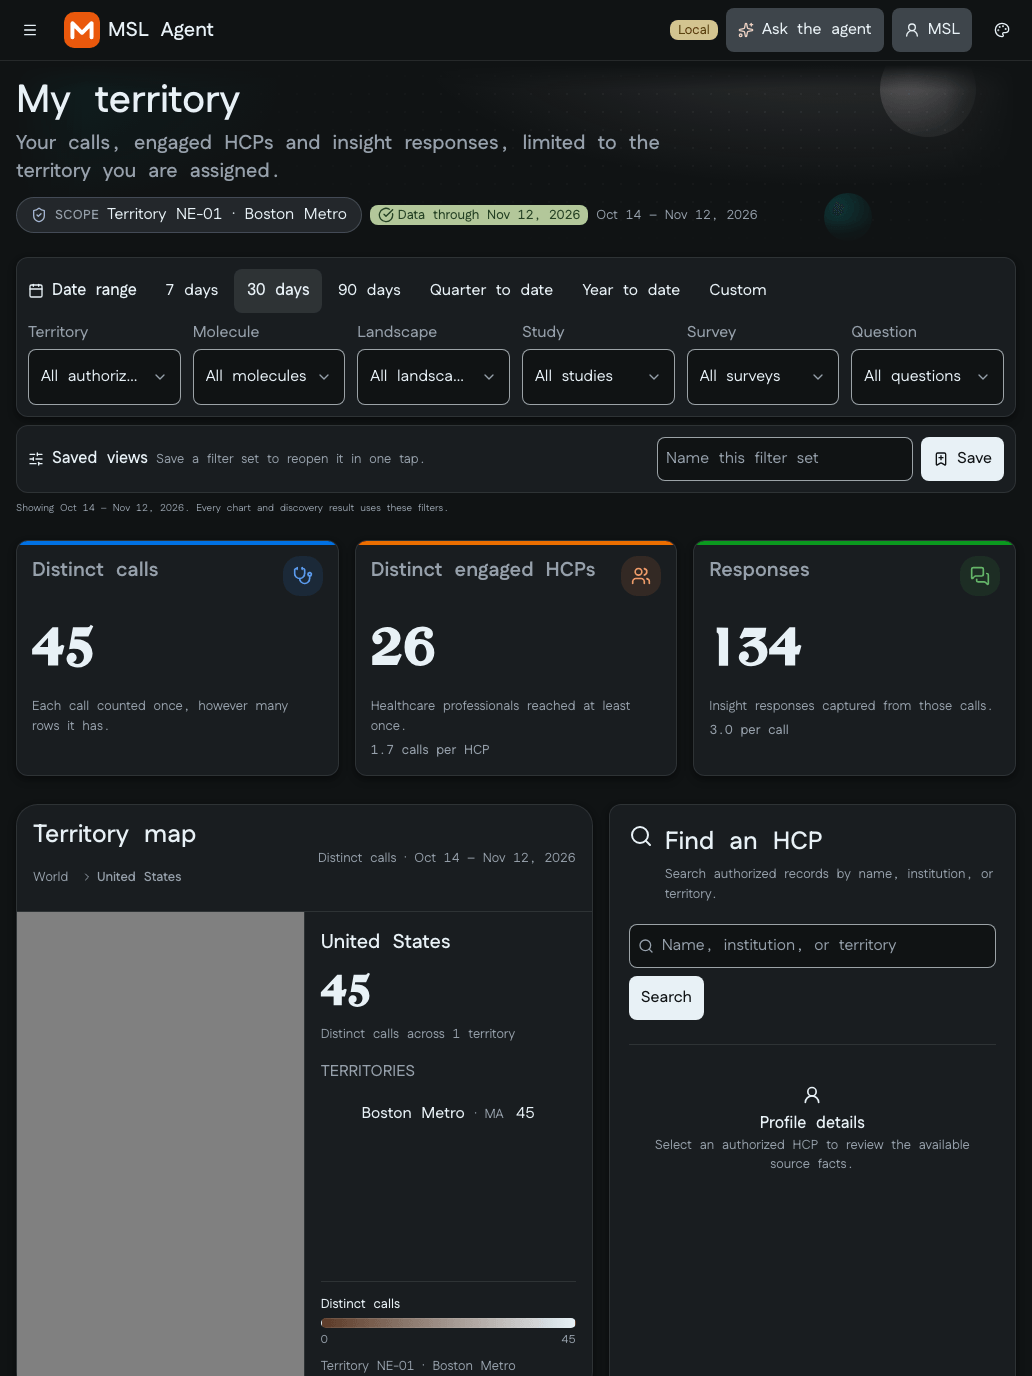 MSL Agent
Local
Ask the agent
MSL
My territory
Your calls, engaged HCPs and insight responses, limited to the
territory you are assigned.
SCOPE Territory NE-01 · Boston Metro
Data through Nov 12, 2026
Oct 14 – Nov 12, 2026
Date range
7 days
30 days
90 days
Quarter to date
Year to date
Custom
Territory
Molecule
Landscape
Study
Survey
Question
All authoriz...
All molecules
All landsca...
All studies
All surveys
All questions
Saved views Save a filter set to reopen it in one tap.
Name this filter set
Save
Showing Oct 14 – Nov 12, 2026. Every chart and discovery result uses these filters.
Distinct calls
45
Each call counted once, however many
rows it has.
Distinct engaged HCPs
26
Healthcare professionals reached at least
once.
1.7 calls per HCP
Responses
134
Insight responses captured from those calls.
3.0 per call
Territory map
World > United States
Distinct calls · Oct 14 – Nov 12, 2026
United States
45
Distinct calls across 1 territory
TERRITORIES
Boston Metro · MA 45
Distinct calls
0
45
Territory NE-01 · Boston Metro
Find an HCP
Search authorized records by name, institution, or
territory.
Name, institution, or territory
Search
Profile details
Select an authorized HCP to review the available
source facts.